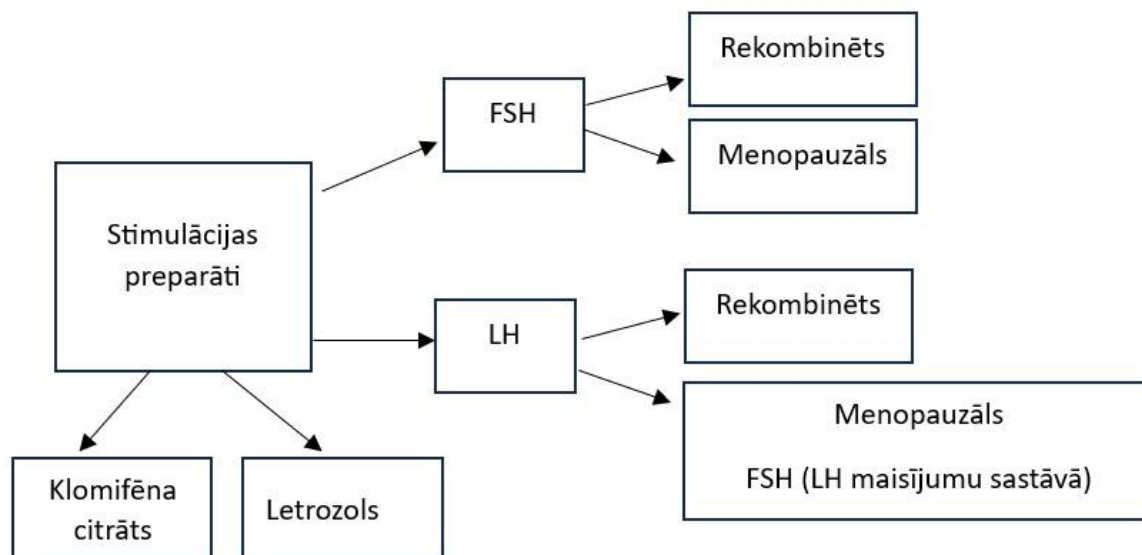 Rekombinēts
FSH
Menopauzāls
Stimulācijas
preparāti
Rekombinēts
LH
Menopauzāls
FSH (LH maisījumu sastāvā)
Klomifēna
citrāts
Letrozols